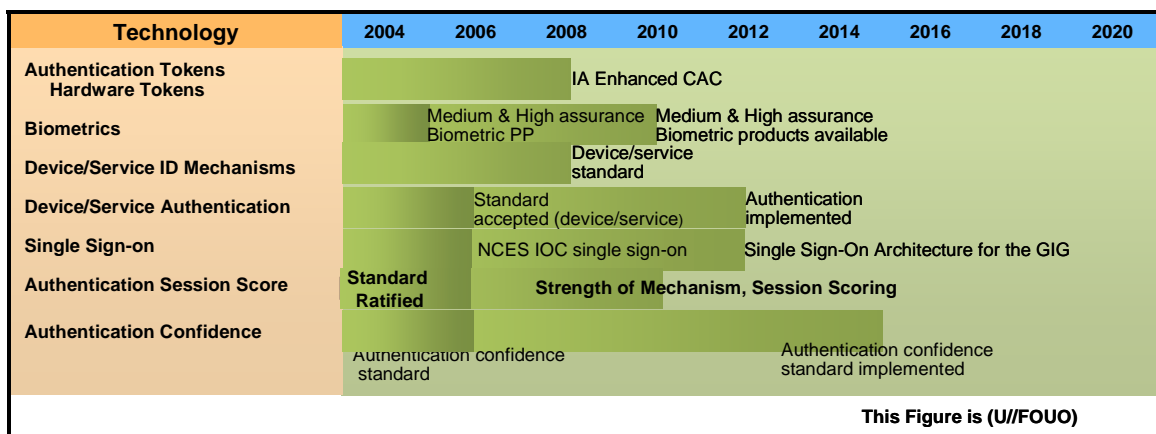 Technology 2004 2006 2008 2010 2012 2014 2016 2018 2020
Authentication Tokens
Hardware Tokens
IA Enhanced CAC
Biometrics
Medium & High assurance
Biometric PP
Medium & High assurance
Biometric products available
Device/Service ID Mechanisms
Device/service
standard
Device/Service Authentication
Standard
accepted (device/service)
Authentication
implemented
Single Sign-on
NCES IOC single sign-on
Single Sign-On Architecture for the GIG
Authentication Session Score
Standard
Ratified
Strength of Mechanism, Session Scoring
Authentication Confidence
Authentication confidence
standard
Authentication confidence
standard implemented
This Figure is (U//FOUO)